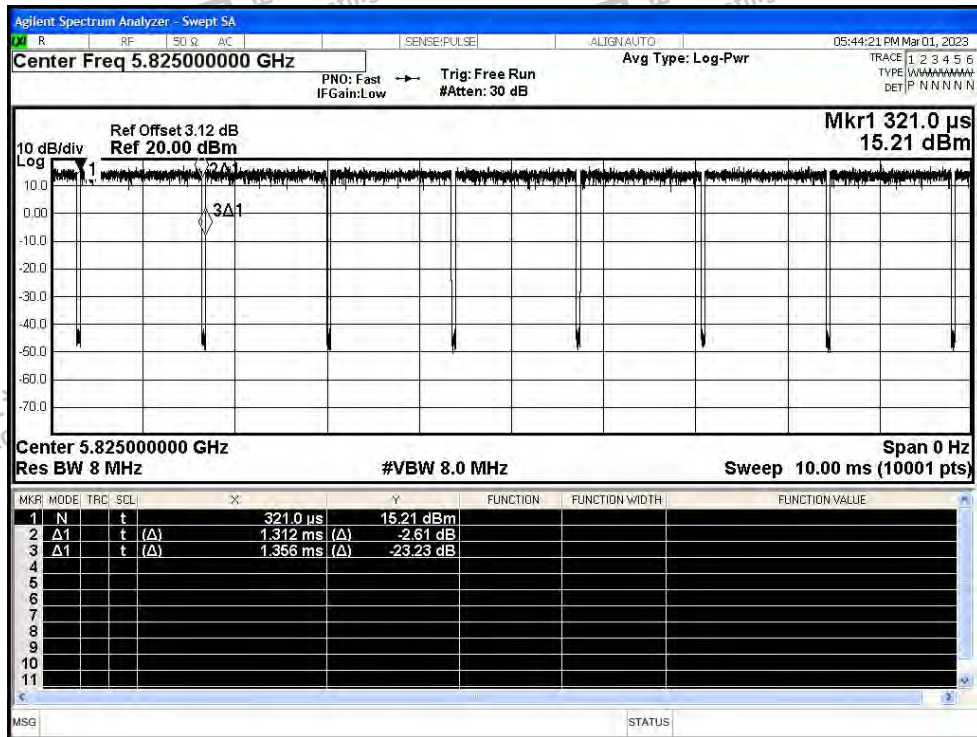 Agilent Spectrum Analyzer - Swept SA
LXI R RF 50 Ω AC SENSE:PULSE ALIGNAUTO 05:44:21 PM Mar 01, 2023
Center Freq 5.825000000 GHz
Avg Type: Log-Pwr
TRACE 1 2 3 4 5 6
PNO: Fast
Trig: Free Run
TYPE WWWWWW
IFGain:Low
#Atten: 30 dB
DET P N N N N N
Mkr1 321.0 µs
15.21 dBm
Ref Offset 3.12 dB
10 dB/div Ref 20.00 dBm
Log
1
2Δ1
3Δ1
10.0
0.00
-10.0
-20.0
-30.0
-40.0
-50.0
-60.0
-70.0
Center 5.825000000 GHz Span 0 Hz
Res BW 8 MHz #VBW 8.0 MHz Sweep 10.00 ms (10001 pts)
MKR MODE TRC SCL X Y FUNCTION FUNCTION WIDTH FUNCTION VALUE
1 N t 321.0 µs 15.21 dBm
2 Δ1 t (Δ) 1.312 ms (Δ) -2.61 dB
3 Δ1 t (Δ) 1.356 ms (Δ) -23.23 dB
4
5
6
7
8
9
10
11
MSG STATUS